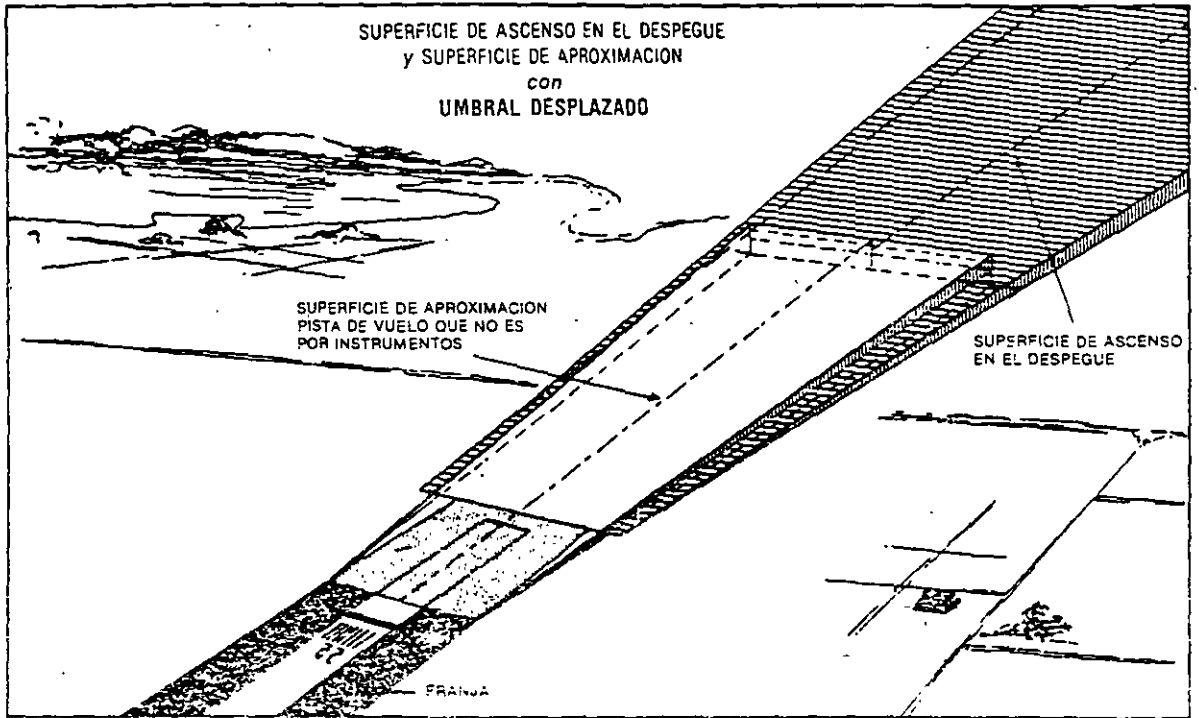 SUPERFICIE DE ASCENSO EN EL DESPEGUE
y SUPERFICIE DE APROXIMACION
con
UMBRAL DESPLAZADO
SUPERFICIE DE APROXIMACION
PISTA DE VUELO QUE NO ES
POR INSTRUMENTOS
SUPERFICIE DE ASCENSO
EN EL DESPEGUE
22
FRANJA